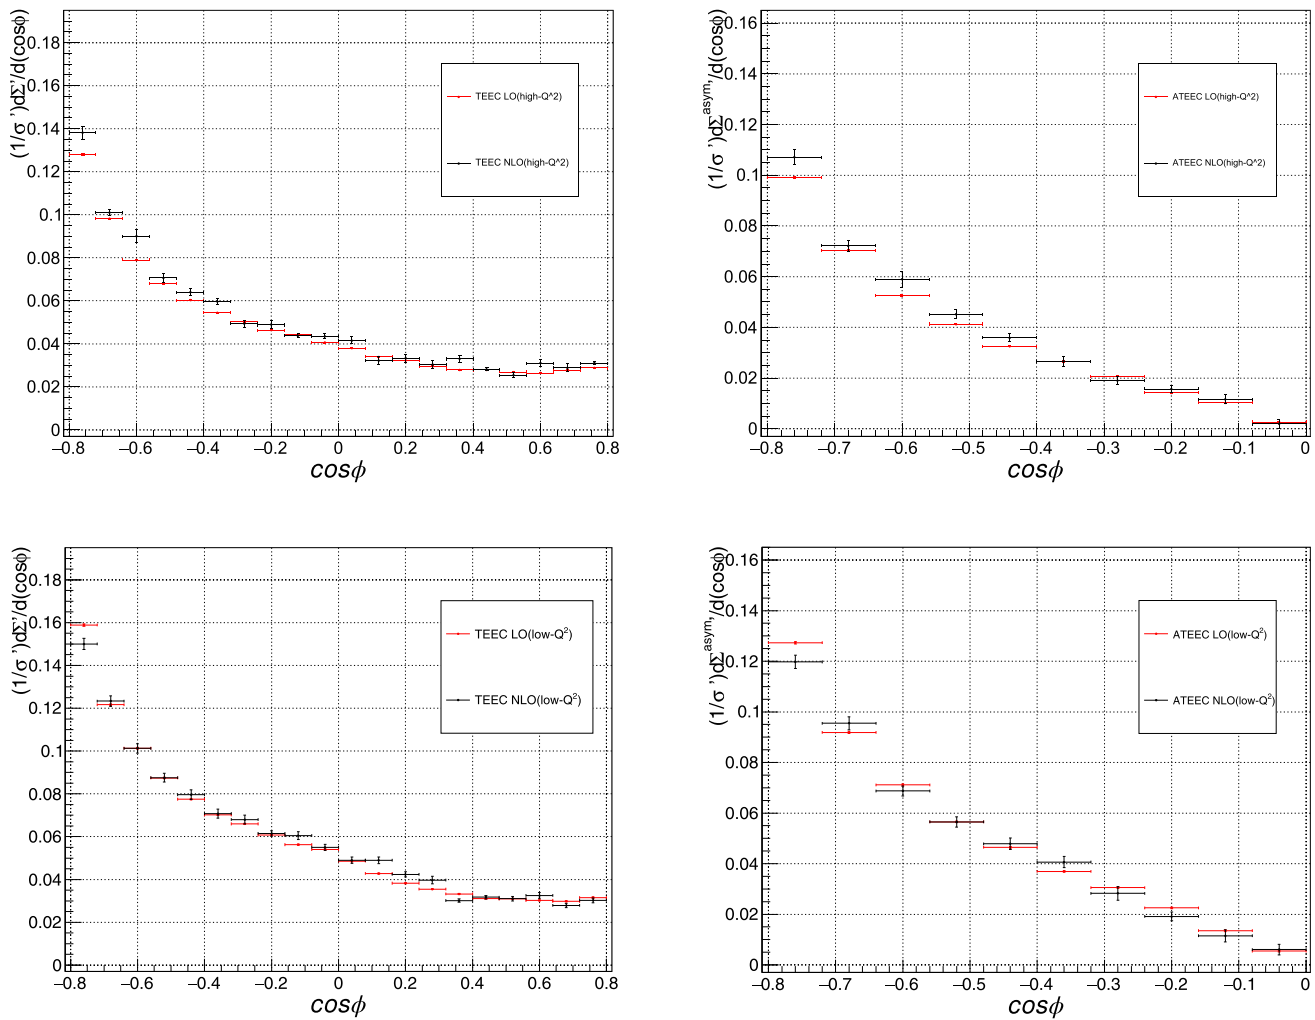 (1/σ')dΣ'/d(cosϕ)
0.18
0.16
0.14
0.12
0.1
0.08
0.06
0.04
0.02
0
TEEC LO(high-Q^2)
TEEC NLO(high-Q^2)
−0.8 −0.6 −0.4 −0.2 0 0.2 0.4 0.6 0.8
cosϕ
(1/σ')dΣ^asym'/d(cosϕ)
0.16
0.14
0.12
0.1
0.08
0.06
0.04
0.02
0
ATEEC LO(high-Q^2)
ATEEC NLO(high-Q^2)
−0.8 −0.7 −0.6 −0.5 −0.4 −0.3 −0.2 −0.1 0
cosϕ
(1/σ')dΣ'/d(cosϕ)
0.18
0.16
0.14
0.12
0.1
0.08
0.06
0.04
0.02
0
TEEC LO(low-Q²)
TEEC NLO(low-Q²)
−0.8 −0.6 −0.4 −0.2 0 0.2 0.4 0.6 0.8
cosϕ
(1/σ')dΣ^asym'/d(cosϕ)
0.16
0.14
0.12
0.1
0.08
0.06
0.04
0.02
0
ATEEC LO(low-Q²)
ATEEC NLO(low-Q²)
−0.8 −0.7 −0.6 −0.5 −0.4 −0.3 −0.2 −0.1 0
cosϕ